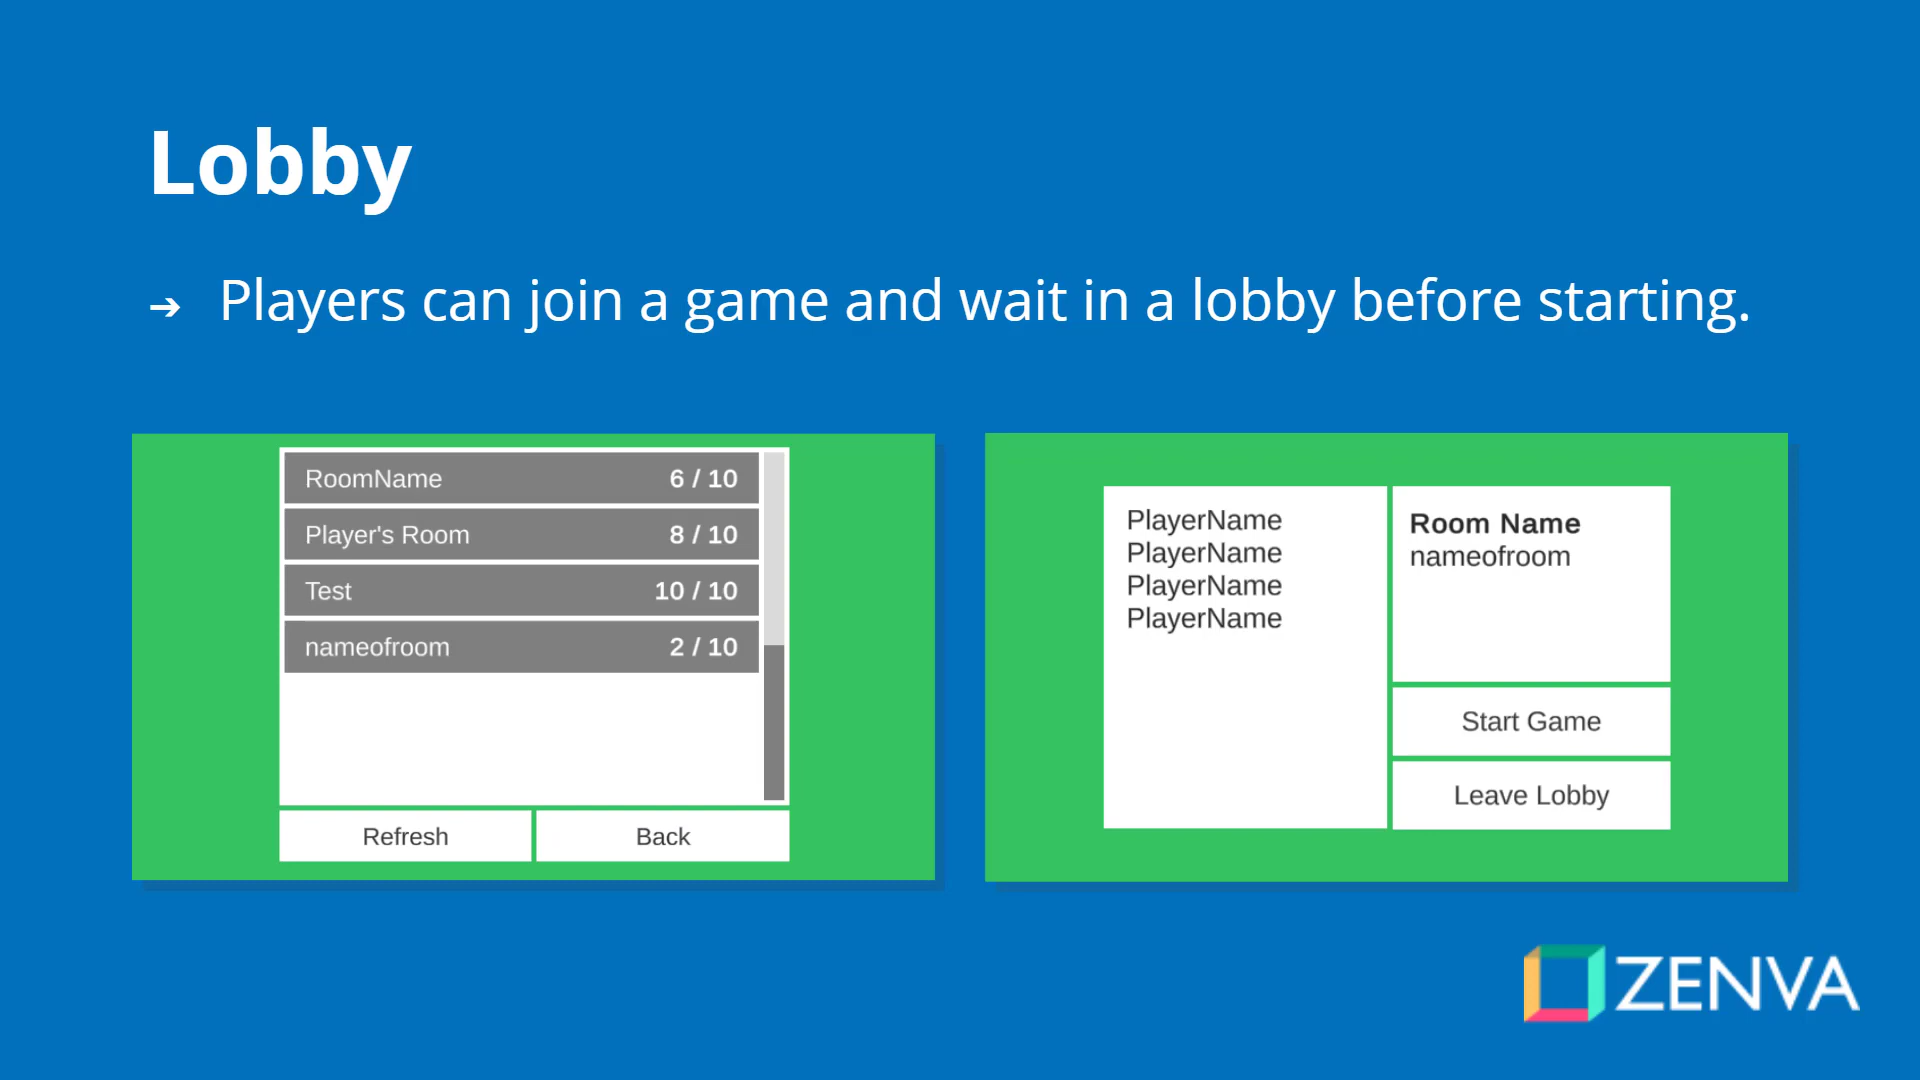 Lobby
➔ Players can join a game and wait in a lobby before starting.
RoomName 6 / 10
Player's Room 8 / 10
Test 10 / 10
nameofroom 2 / 10
Refresh Back
PlayerName
PlayerName
PlayerName
PlayerName
Room Name
nameofroom
Start Game
Leave Lobby
ZENVA